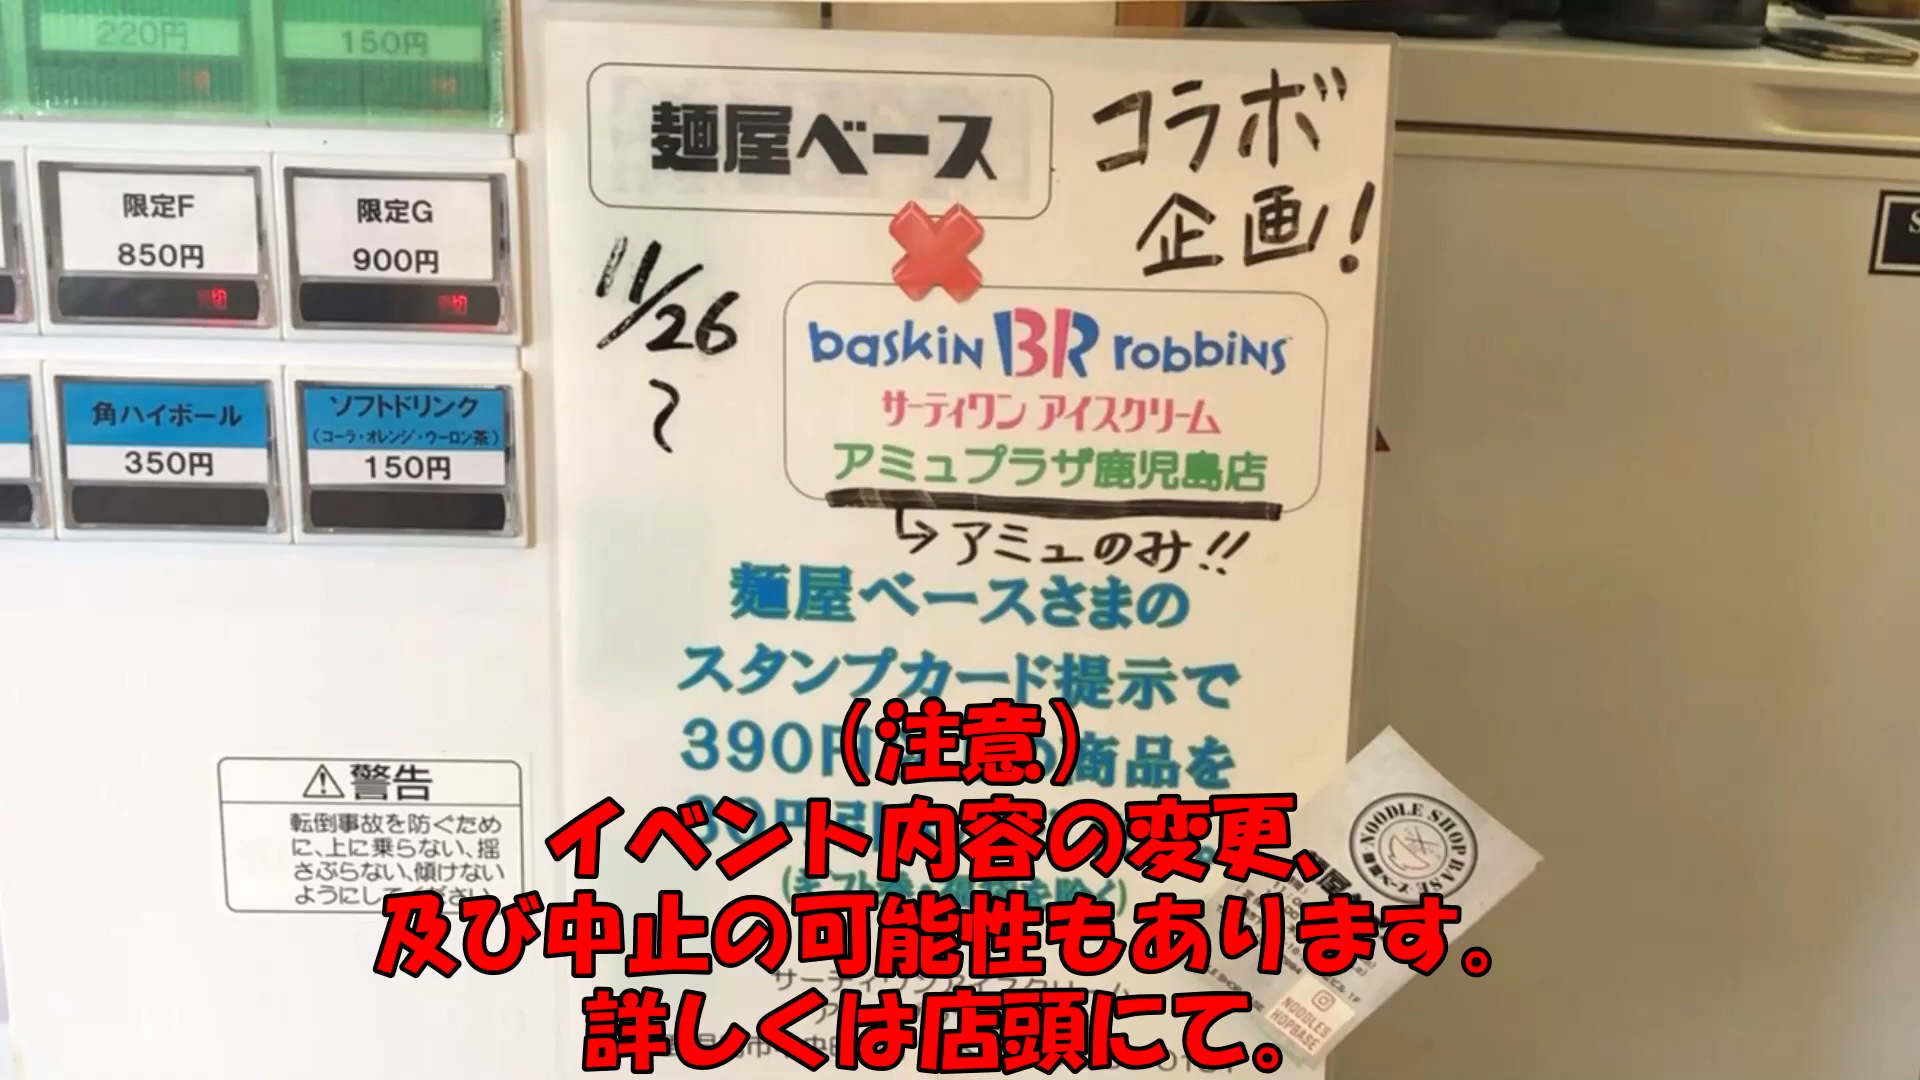 220円
150円
限定F
850円
限定G
900円
角ハイボール
350円
ソフトドリンク
(コーラ・オレンジ・ウーロン茶)
150円
警告
転倒事故を防ぐため
に、上に乗らない、揺
さぶらない、傾けない
ように
麺屋ベース
コラボ
企画!
11/26
〜
baskin BR robbins
サーティワン アイスクリーム
アミュプラザ鹿児島店
アミュのみ!!
麺屋ベースさまの
スタンプカード提示で
390円 商品を
(注意)
イベント内容の変更、
及び中止の可能性もあります。
詳しくは店頭にて。
NOODLE SHOP BASE
NOODLES
HOPBASE